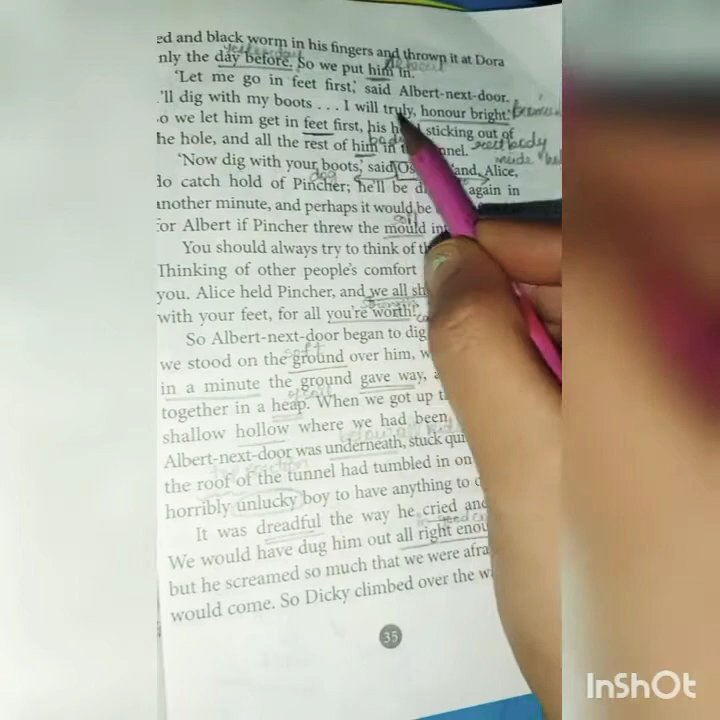 ed and black worm in his fingers and thrown it at Dora
nly the day before. So we put him in.
'Let me go in feet first,' said Albert-next-door.
'll dig with my boots . . . I will truly, honour bright.'
o we let him get in feet first, his h sticking out of
he hole, and all the rest of him in t nnel.
'Now dig with your boots,' said Os and, Alice,
do catch hold of Pincher; he'll be di again in
another minute, and perhaps it would be
for Albert if Pincher threw the mould in
You should always try to think of th
Thinking of other people's comfort
you. Alice held Pincher, and we all sh
with your feet, for all you're worth!'
So Albert-next-door began to dig
we stood on the ground over him, w
in a minute the ground gave way, a
together in a heap. When we got up t
shallow hollow where we had been
Albert-next-door was underneath, stuck qui
the roof of the tunnel had tumbled in on
horribly unlucky boy to have anything to d
It was dreadful the way he cried and
We would have dug him out all right enou
but he screamed so much that we were afra
would come. So Dicky climbed over the w
35
InShOt